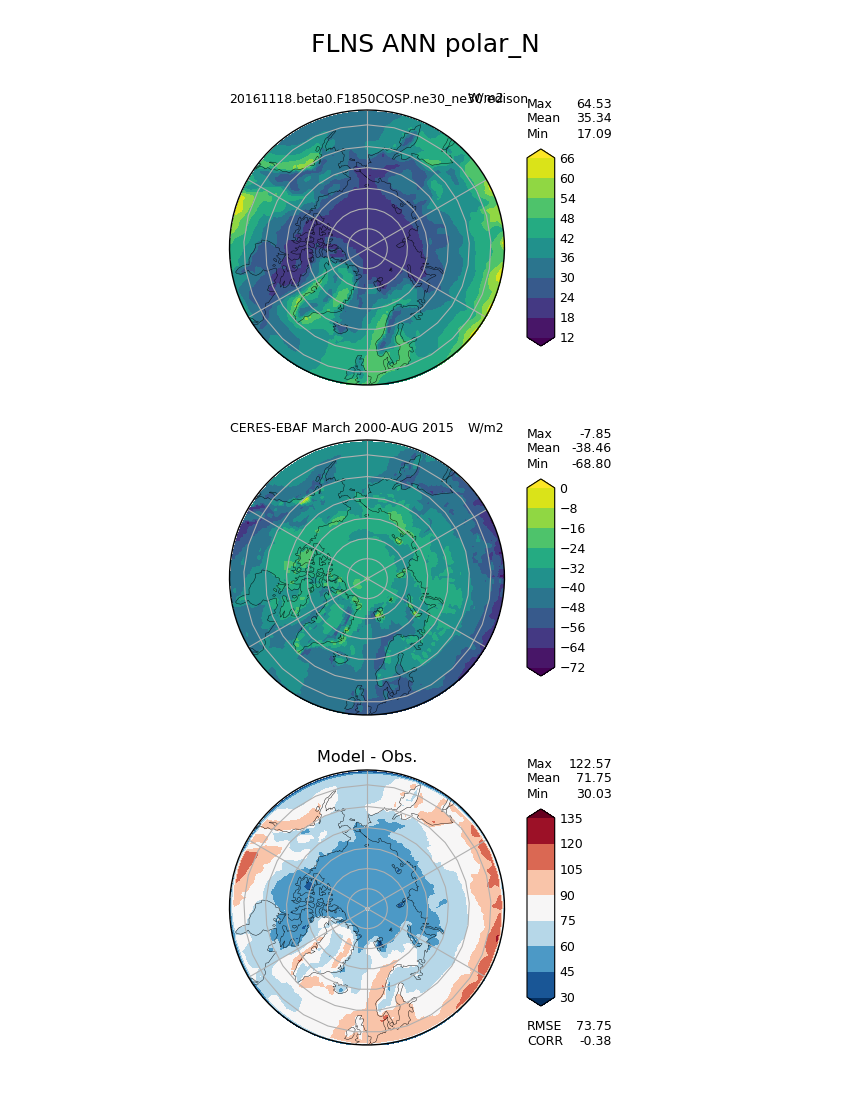 FLNS ANN polar_N
20161118.beta0.F1850COSP.ne30_ne30.edison
W/m2
Max 64.53
Mean 35.34
Min 17.09
66
60
54
48
42
36
30
24
18
12
CERES-EBAF March 2000-AUG 2015 W/m2
Max -7.85
Mean -38.46
Min -68.80
0
−8
−16
−24
−32
−40
−48
−56
−64
−72
Model - Obs.
Max 122.57
Mean 71.75
Min 30.03
135
120
105
90
75
60
45
30
RMSE 73.75
CORR -0.38